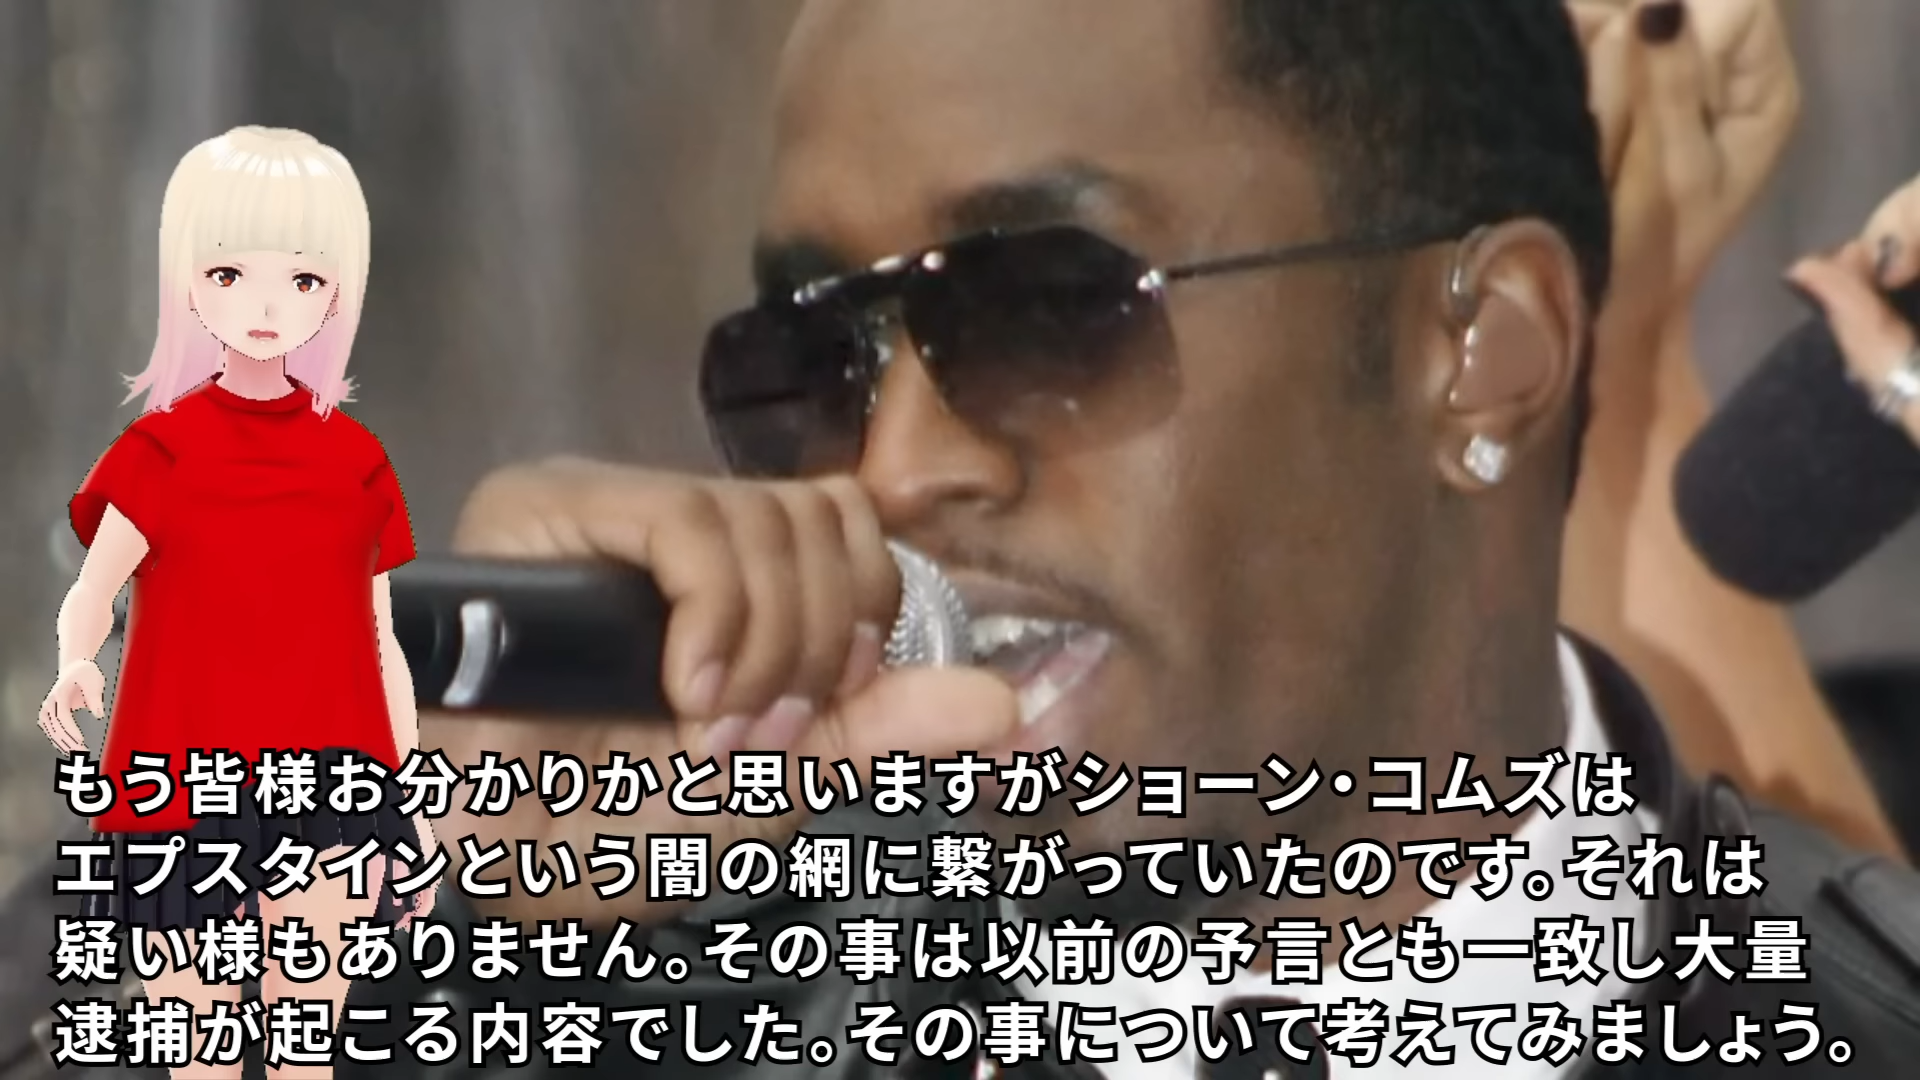 もう皆様お分かりかと思いますがショーン・コムズは
エプスタインという闇の網に繋がっていたのです。それは
疑い様もありません。その事は以前の予言とも一致し大量
逮捕が起こる内容でした。その事について考えてみましょう。